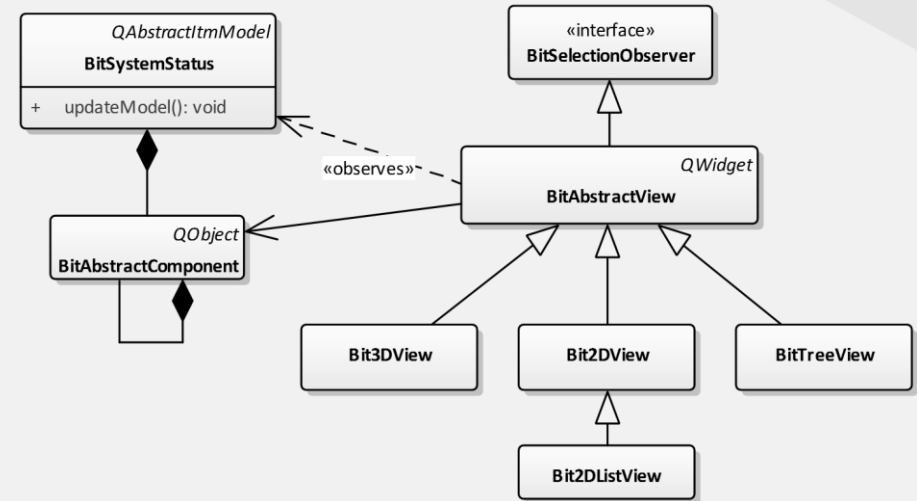 QAbstractItmModel
BitSystemStatus
+ updateModel(): void
«interface»
BitSelectionObserver
«observes»
QWidget
BitAbstractView
QObject
BitAbstractComponent
Bit3DView
Bit2DView
BitTreeView
Bit2DListView